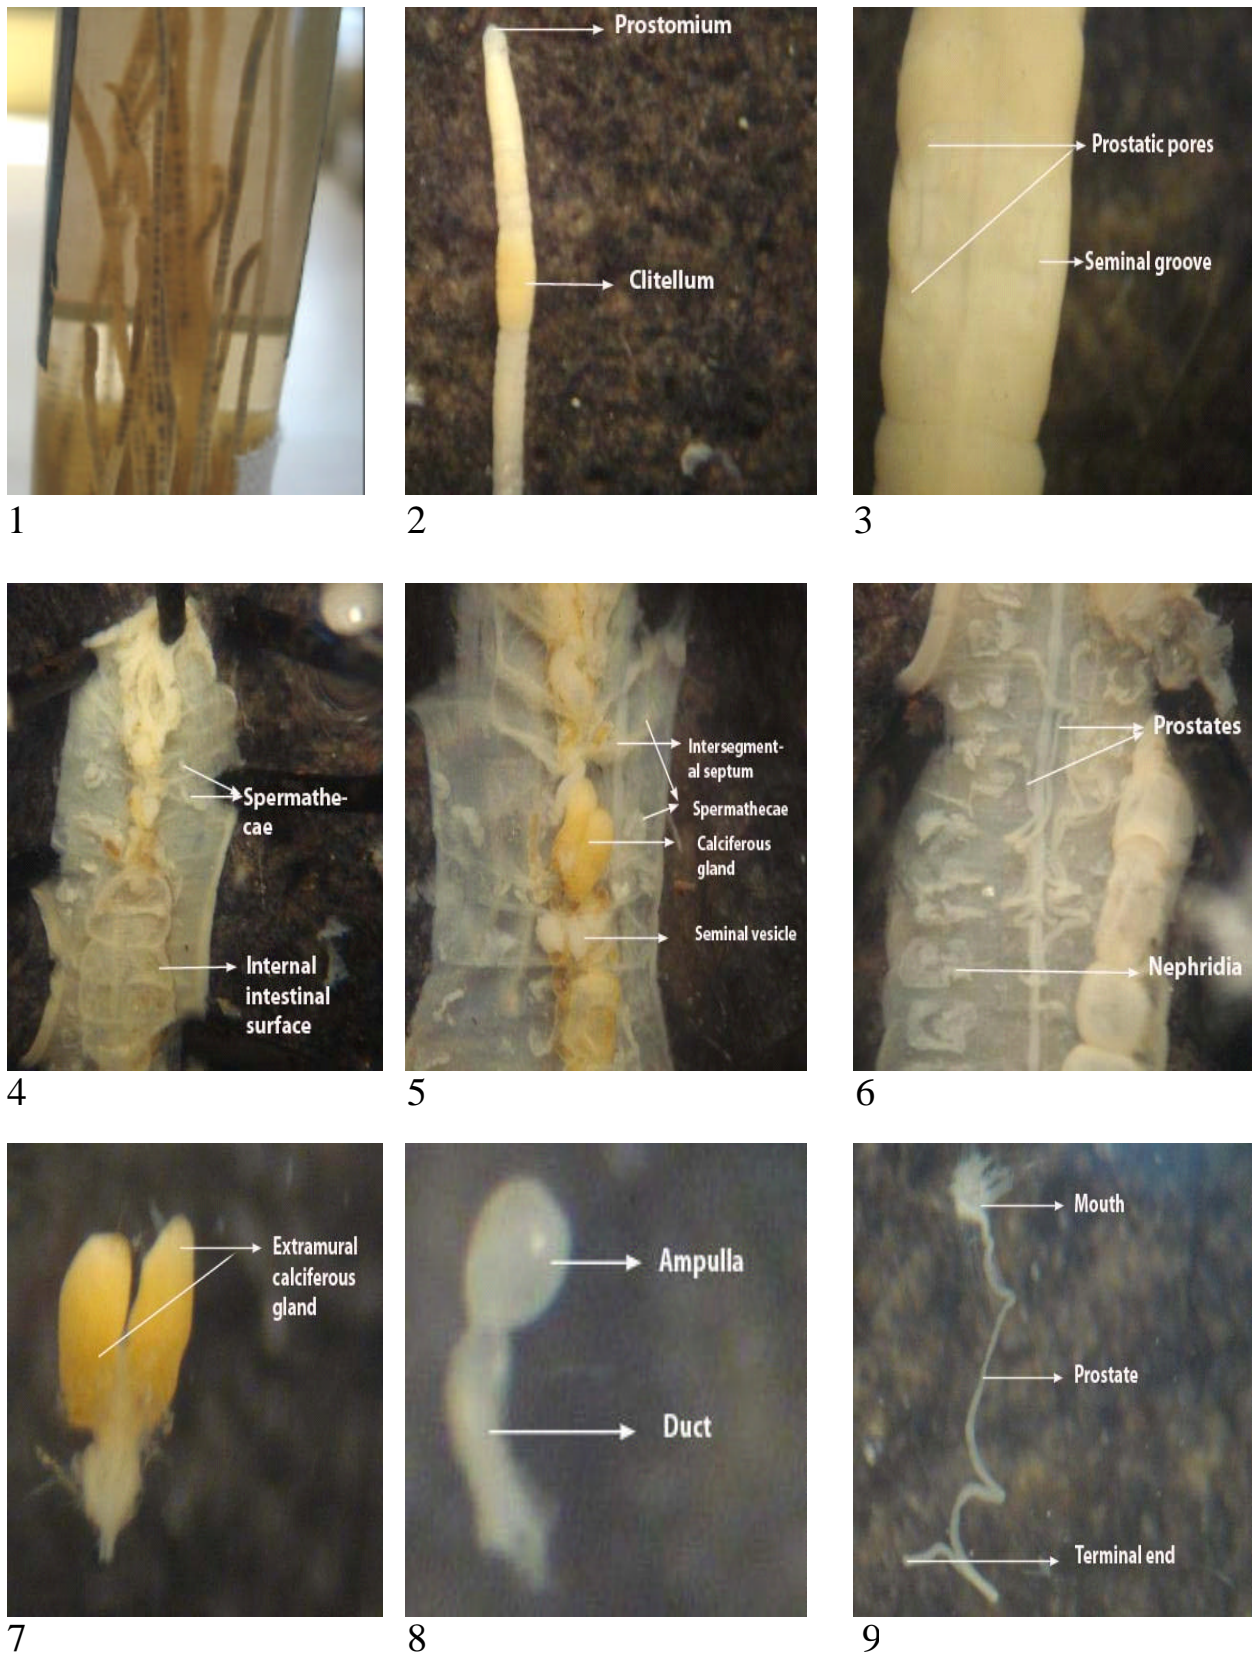 Prostomium
Clitellum
Prostatic pores
Seminal groove
1
2
3
Spermathe-
cae
Internal
intestinal
surface
Intersegment-
al septum
Spermathecae
Calciferous
gland
Seminal vesicle
Prostates
Nephridia
4
5
6
Extramural
calciferous
gland
Ampulla
Duct
Mouth
Prostate
Terminal end
7
8
9